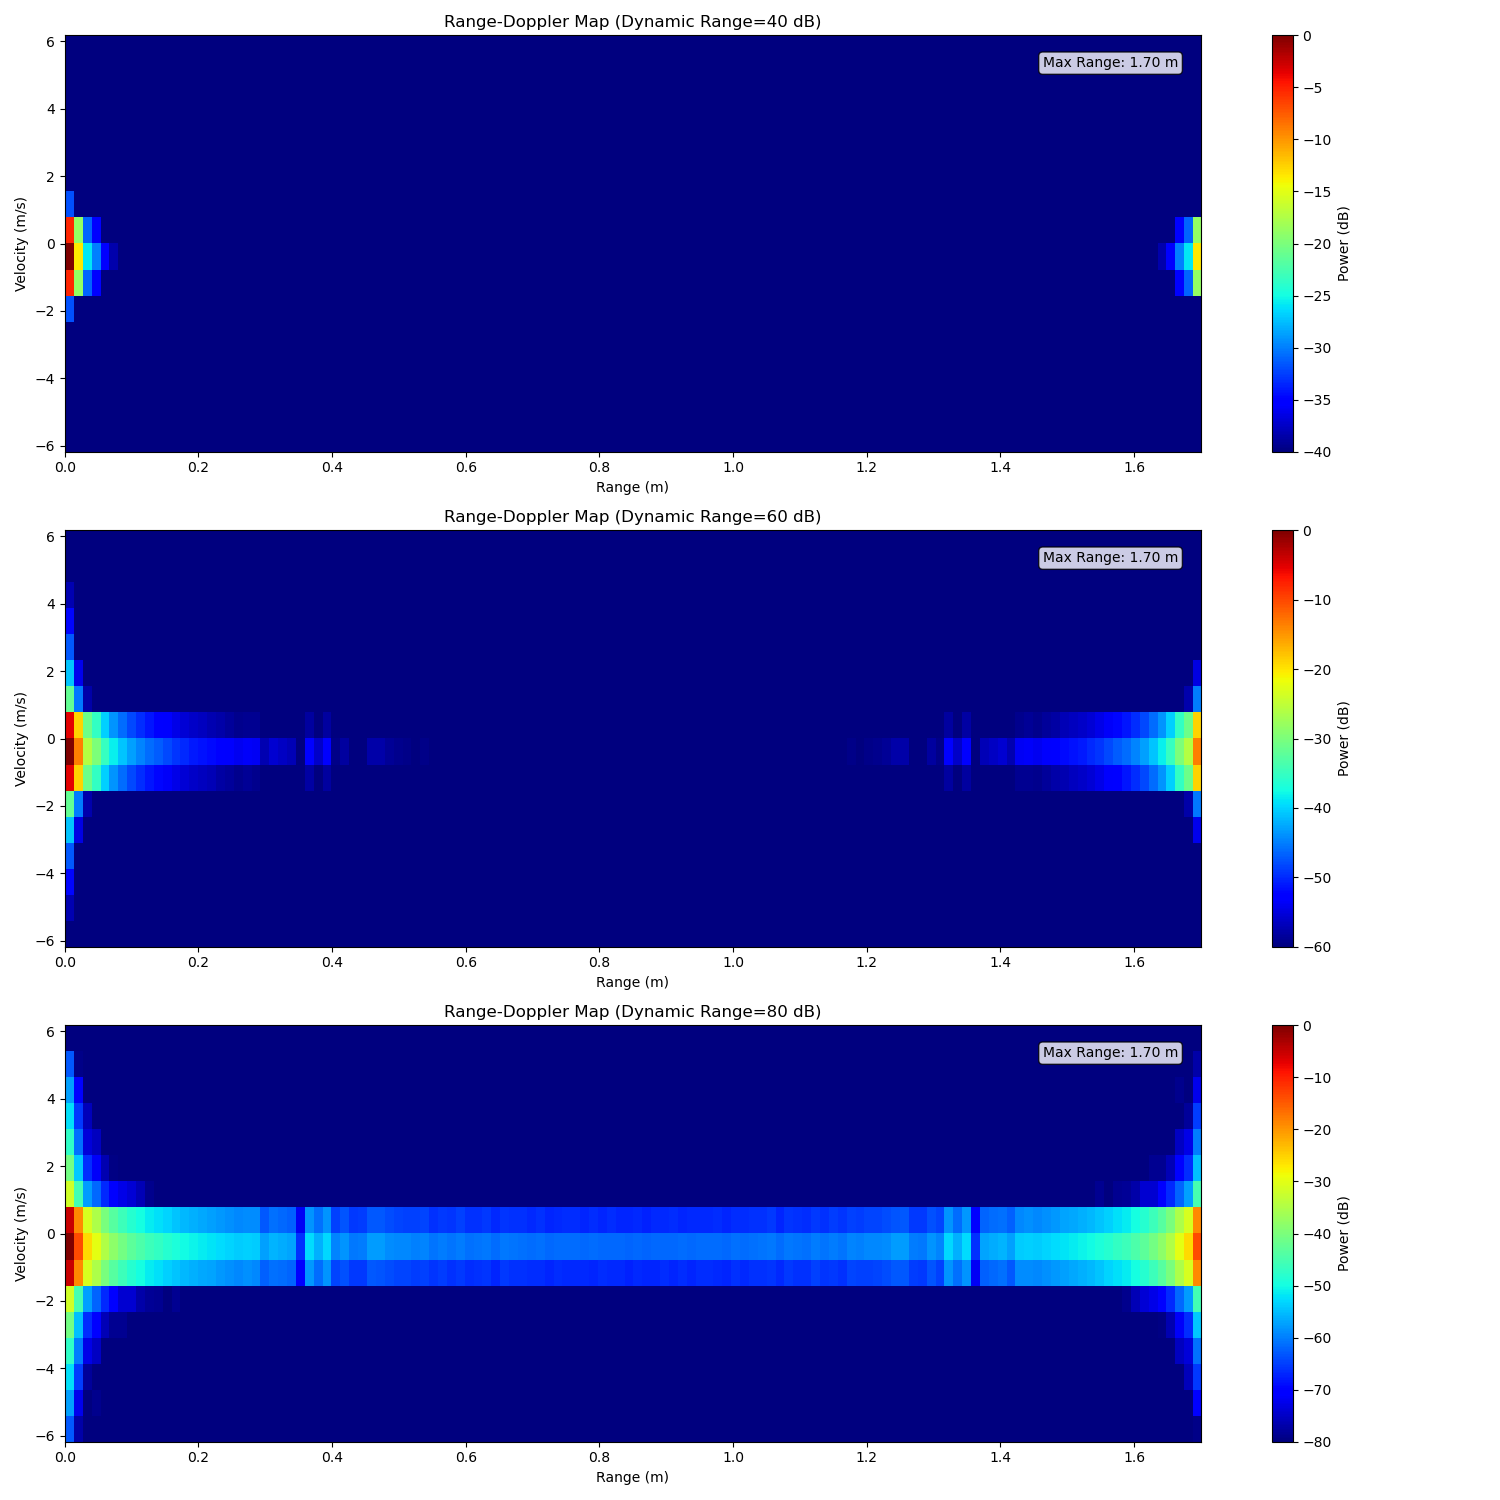 Range-Doppler Map (Dynamic Range=40 dB)
Max Range: 1.70 m
Velocity (m/s)
6
4
2
0
−2
−4
−6
0.0 0.2 0.4 0.6 0.8 1.0 1.2 1.4 1.6
Range (m)
0
−5
−10
−15
−20
−25
−30
−35
−40
Power (dB)
Range-Doppler Map (Dynamic Range=60 dB)
Max Range: 1.70 m
Velocity (m/s)
6
4
2
0
−2
−4
−6
0.0 0.2 0.4 0.6 0.8 1.0 1.2 1.4 1.6
Range (m)
0
−10
−20
−30
−40
−50
−60
Power (dB)
Range-Doppler Map (Dynamic Range=80 dB)
Max Range: 1.70 m
Velocity (m/s)
6
4
2
0
−2
−4
−6
0.0 0.2 0.4 0.6 0.8 1.0 1.2 1.4 1.6
Range (m)
0
−10
−20
−30
−40
−50
−60
−70
−80
Power (dB)